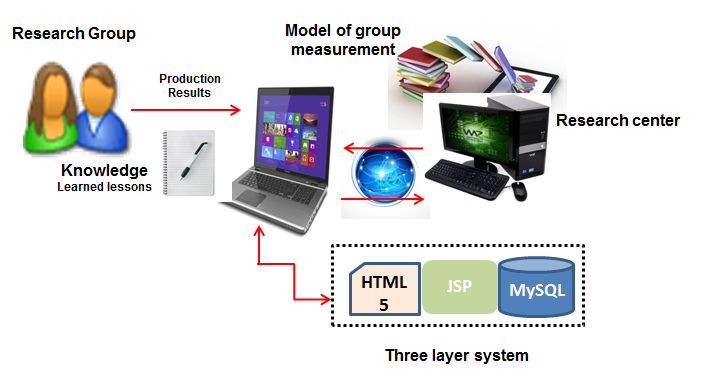 Research Group
Model of group
measurement
Production
Results
Research center
Knowledge
Learned lessons
HTML
5
JSP
MySQL
Three layer system